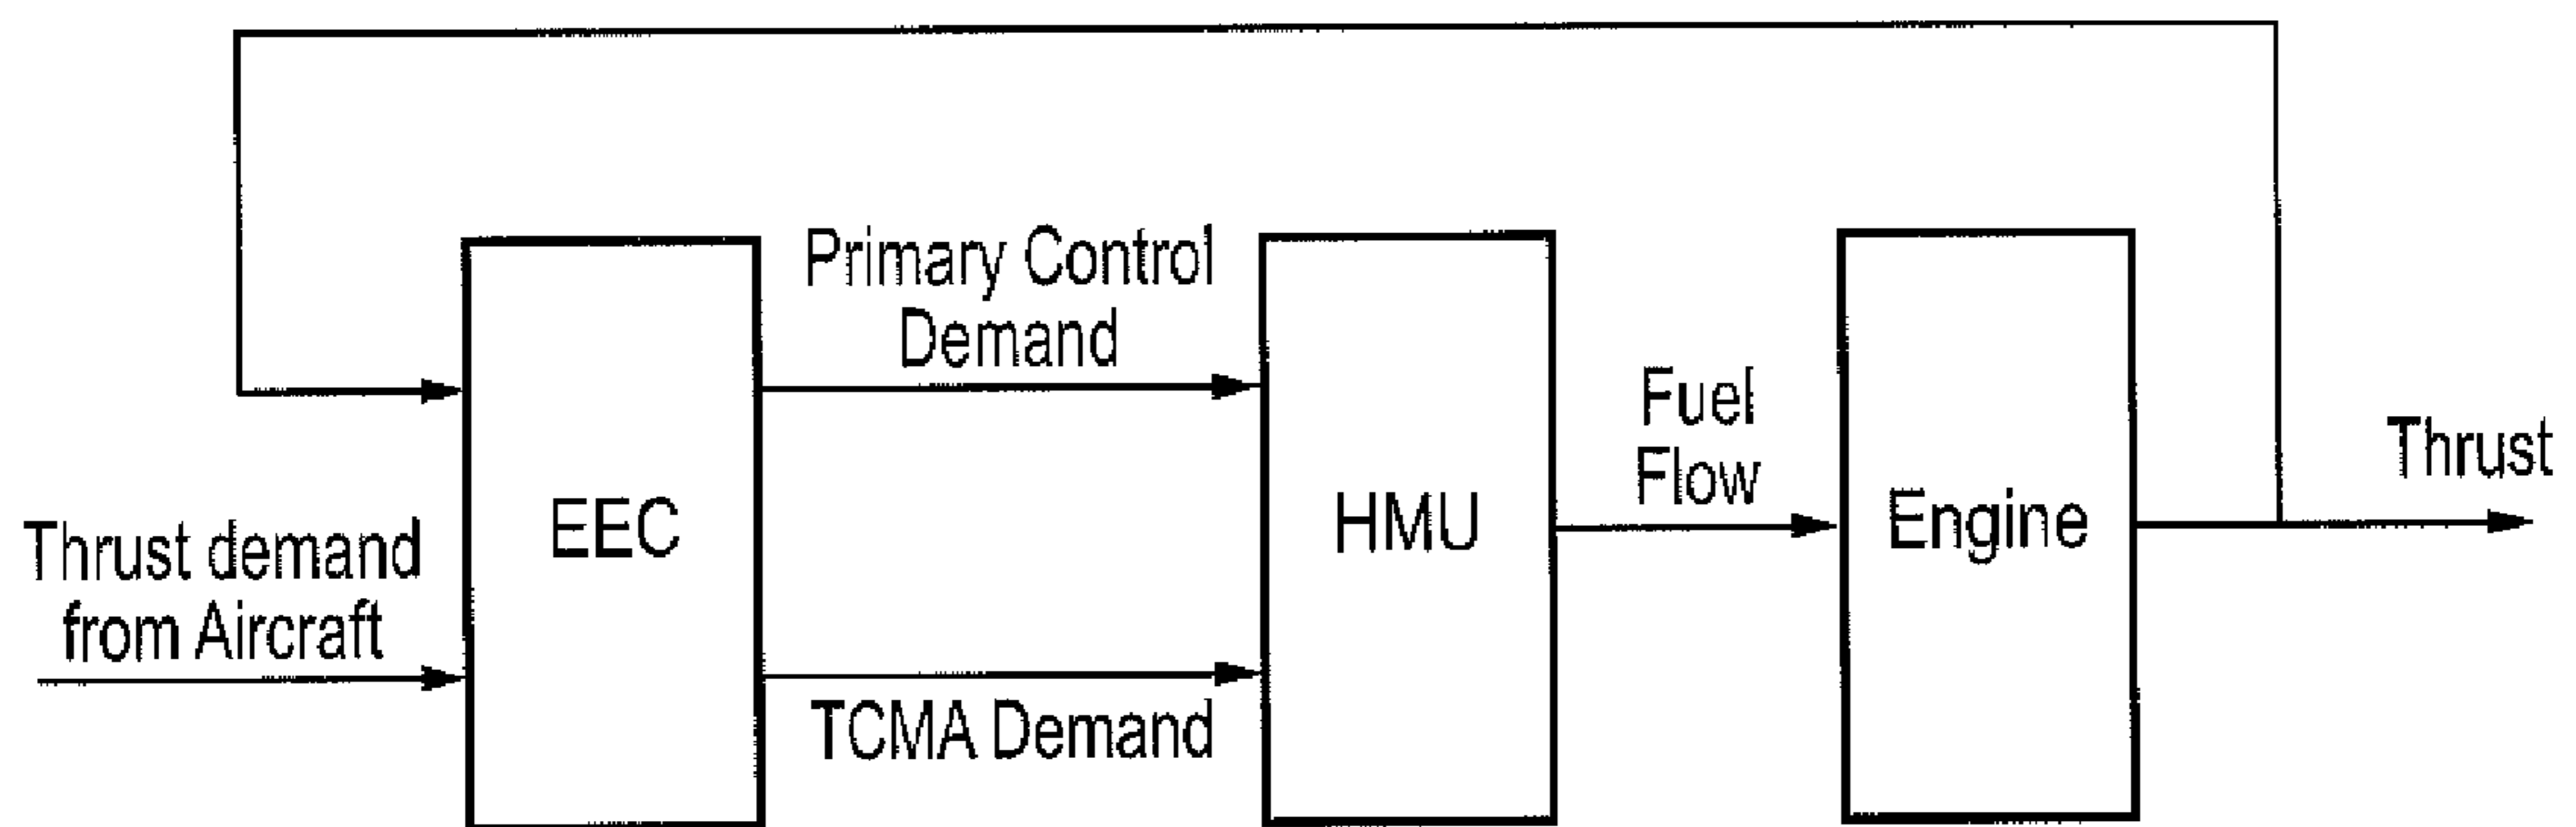 Primary Control
Demand
Fuel
Flow
Thrust
Thrust demand
from Aircraft
EEC
HMU
Engine
TCMA Demand